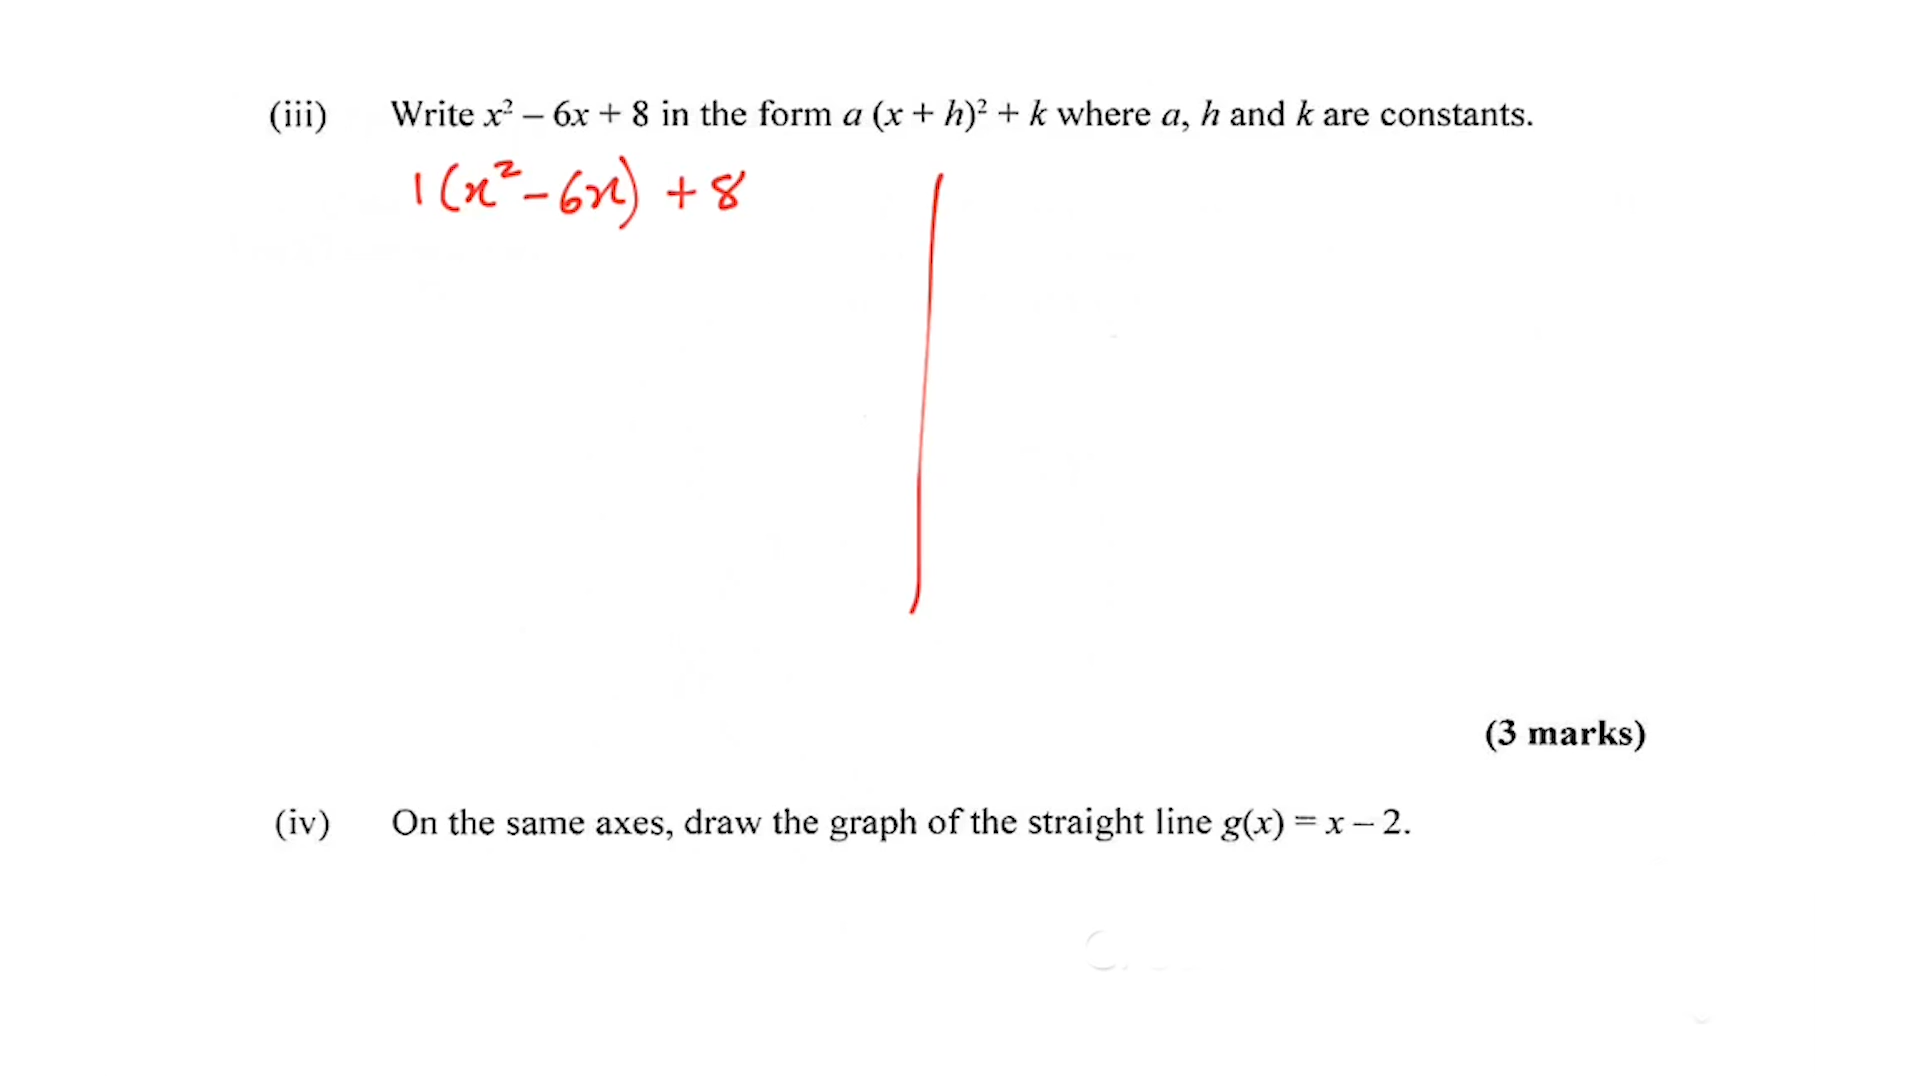 (iii) Write x² – 6x + 8 in the form a (x + h)² + k where a, h and k are constants.
1(x²-6x) +8
(3 marks)
(iv) On the same axes, draw the graph of the straight line g(x) = x – 2.